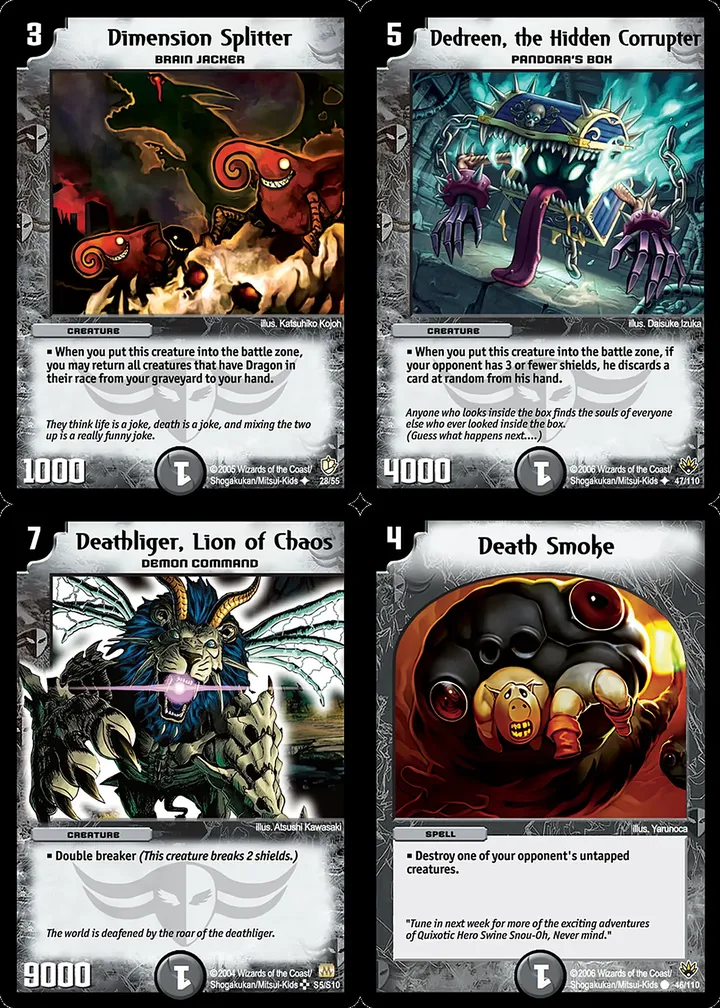 3
Dimension Splitter
BRAIN JACKER
illus. Katsuhiko Kojoh
CREATURE
▪ When you put this creature into the battle zone,
you may return all creatures that have Dragon in
their race from your graveyard to your hand.
They think life is a joke, death is a joke, and mixing the two
up is a really funny joke.
1000
1
©2005 Wizards of the Coast/
Shogakukan/Mitsui-Kids ✦ 28/55
5
Dedreen, the Hidden Corrupter
PANDORA'S BOX
illus. Daisuke Izuka
CREATURE
▪ When you put this creature into the battle zone, if
your opponent has 3 or fewer shields, he discards a
card at random from his hand.
Anyone who looks inside the box finds the souls of everyone
else who ever looked inside the box.
(Guess what happens next....)
4000
1
©2006 Wizards of the Coast/
Shogakukan/Mitsui-Kids ✦ 47/110
7
Deathliger, Lion of Chaos
DEMON COMMAND
illus. Atsushi Kawasaki
CREATURE
▪ Double breaker (This creature breaks 2 shields.)
The world is deafened by the roar of the deathliger.
9000
1
©2004 Wizards of the Coast/
Shogakukan/Mitsui-Kids S5/S10
4
Death Smoke
illus. Yarunoca
SPELL
▪ Destroy one of your opponent's untapped
creatures.
"Tune in next week for more of the exciting adventures
of Quixotic Hero Swine Snou-Oh, Never mind."
1
©2006 Wizards of the Coast/
Shogakukan/Mitsui-Kids ● 46/110